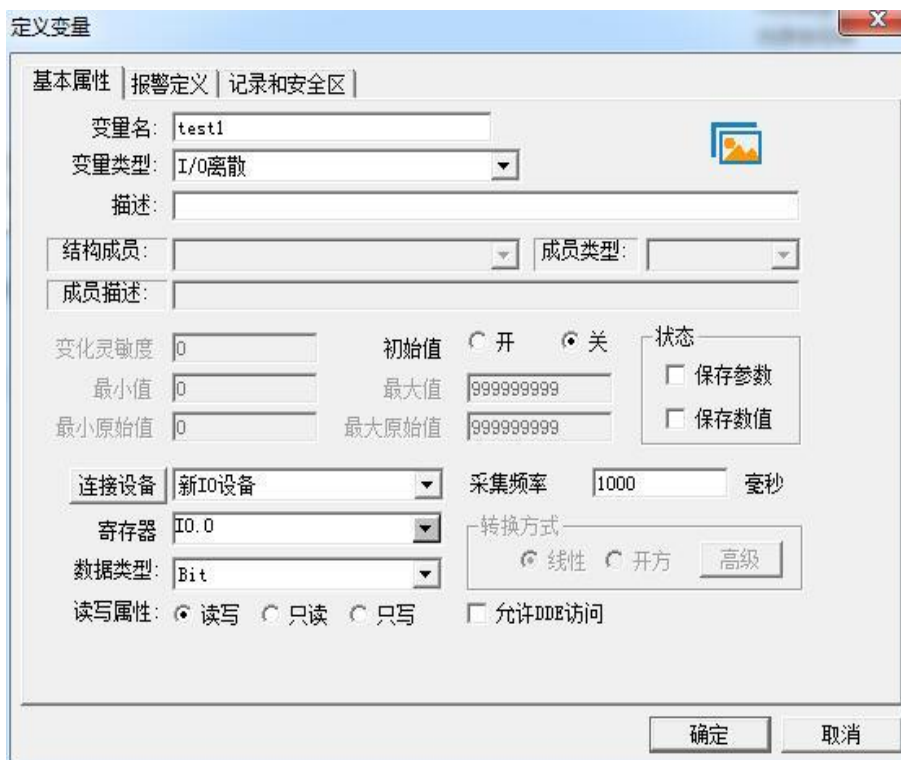 定义变量
基本属性 报警定义 记录和安全区
变量名: test1
变量类型: I/O离散
描述:
结构成员: 成员类型:
成员描述:
变化灵敏度 0 初始值 开 关 状态
最小值 0 最大值 999999999 保存参数
最小原始值 0 最大原始值 999999999 保存数值
连接设备 新IO设备 采集频率 1000 毫秒
寄存器 I0.0 转换方式
线性 开方 高级
数据类型: Bit
读写属性: 读写 只读 只写 允许DDE访问
确定 取消